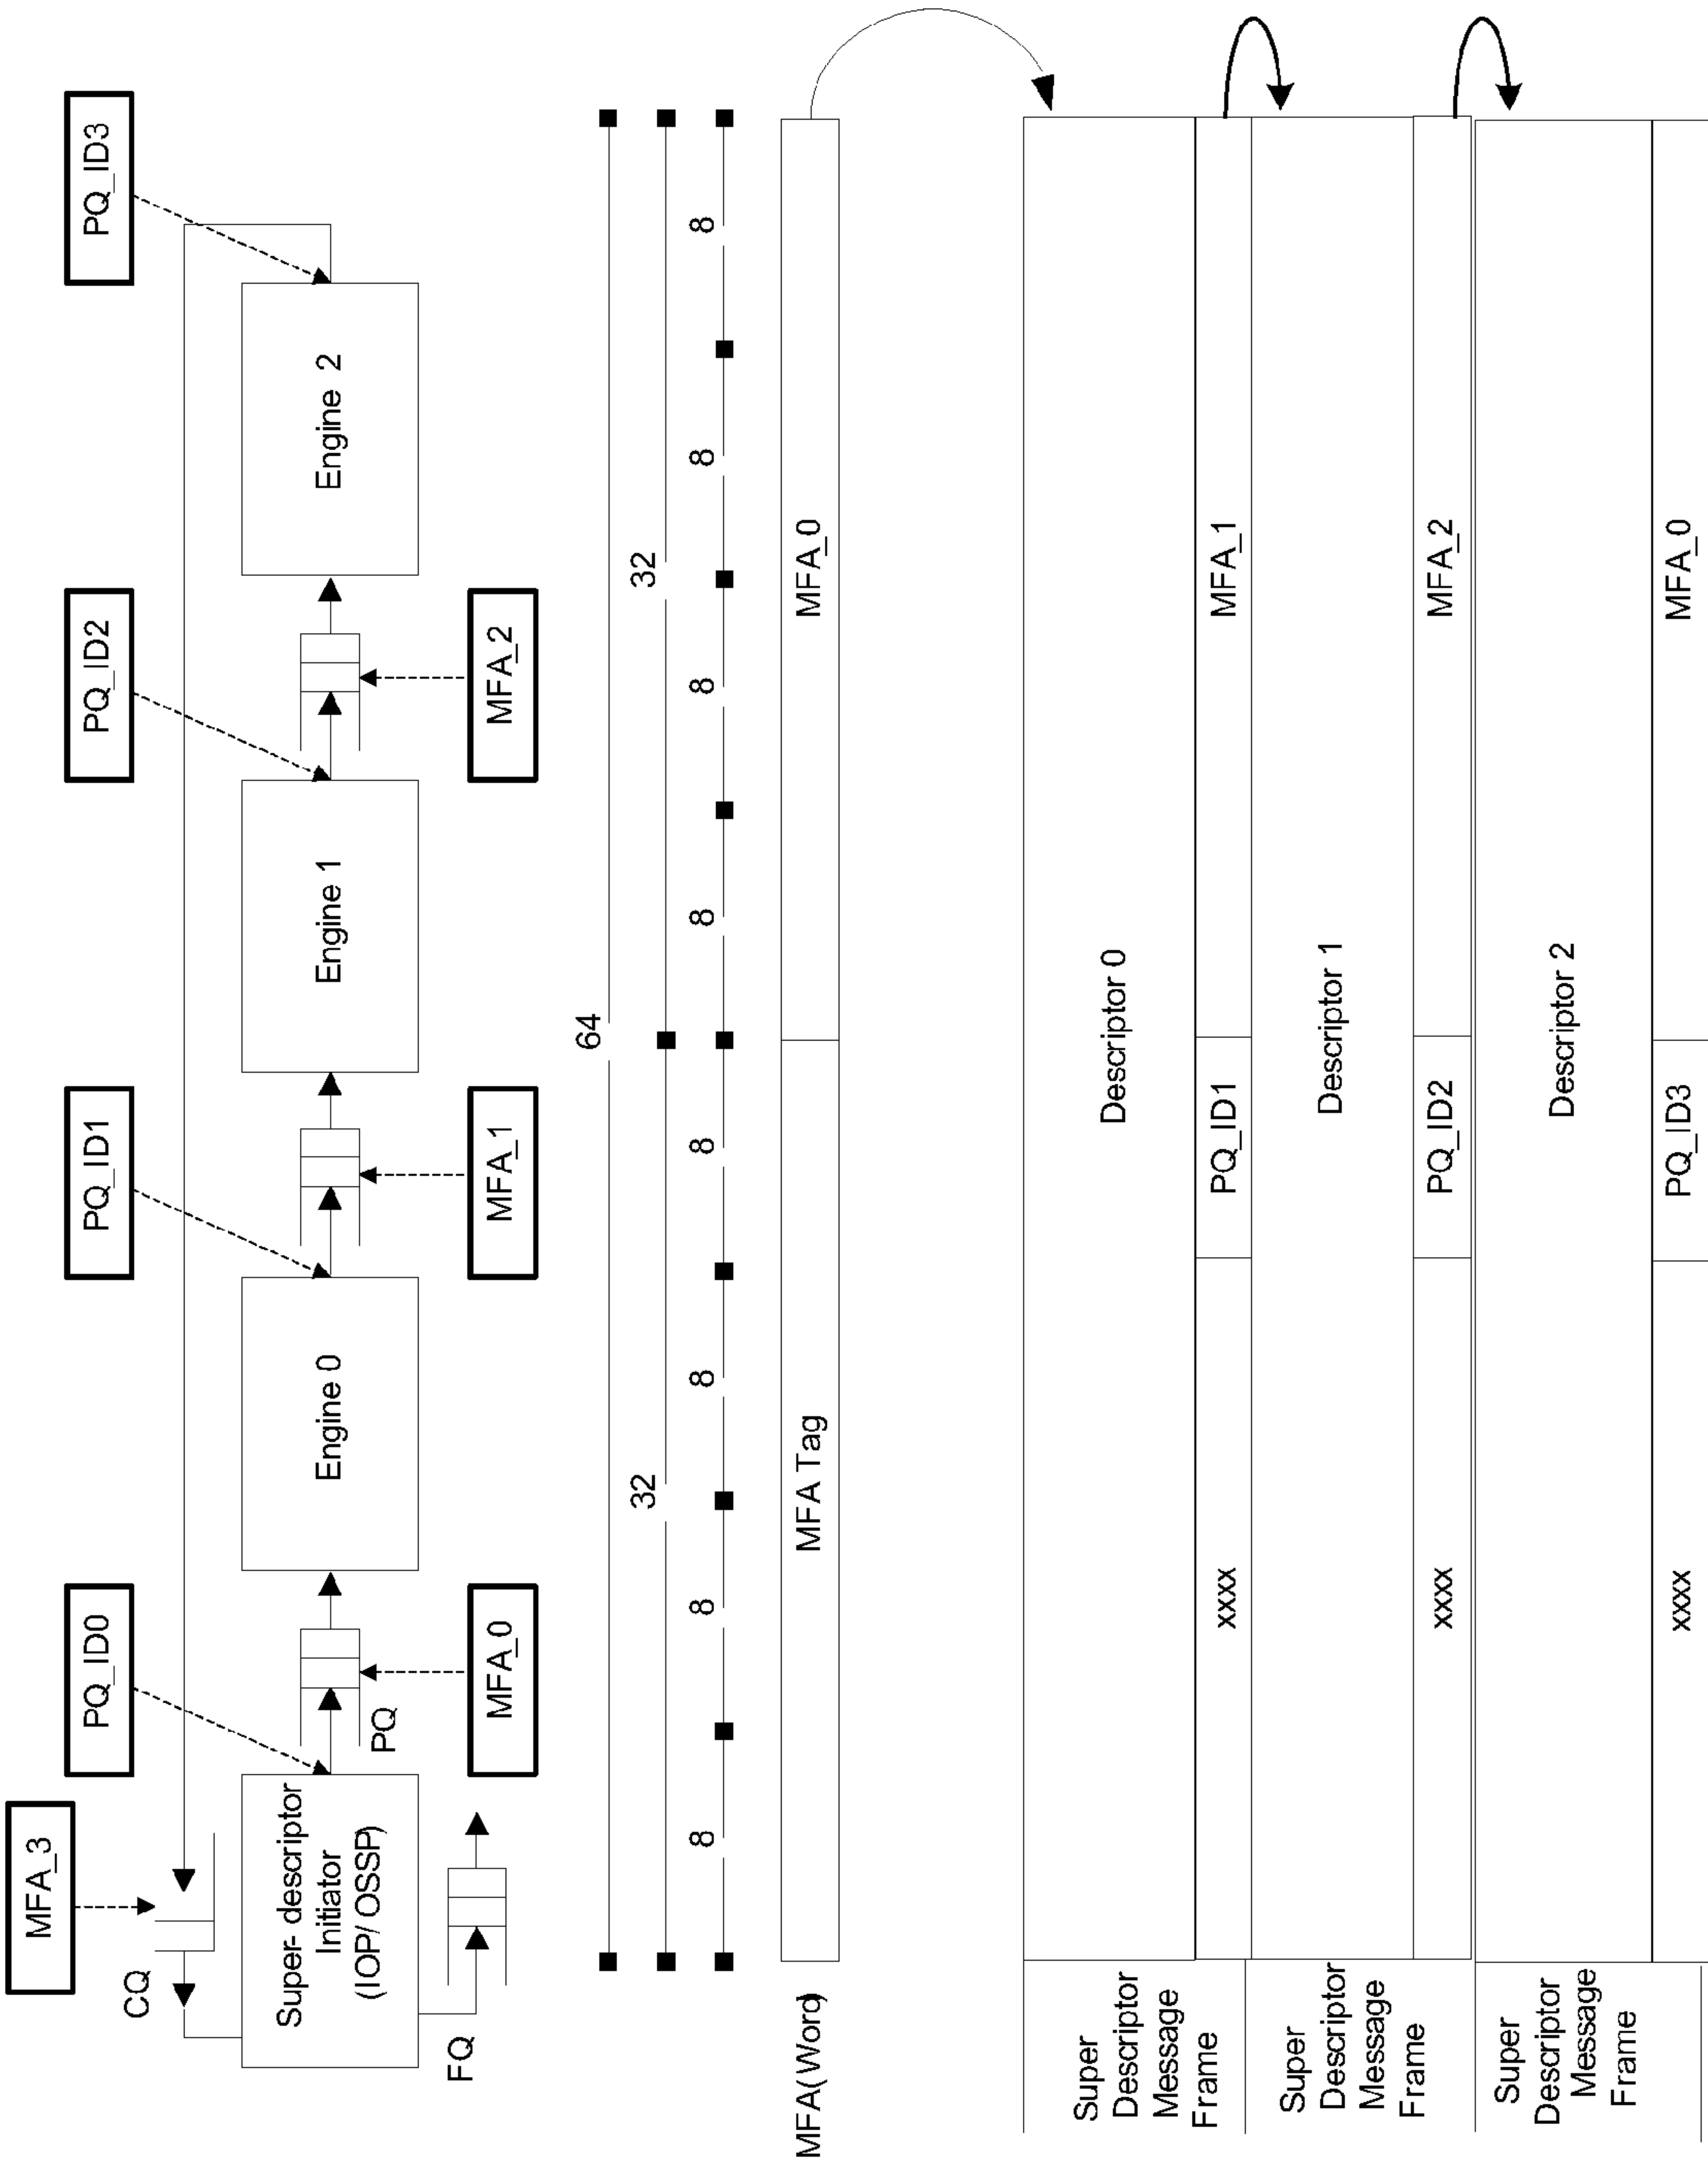 MFA_3
PQ_ID0
PQ_ID1
PQ_ID2
PQ_ID3
CQ
Super- descriptor
Initiator
(IOP/ OSSP)
Engine 0
Engine 1
Engine 2
PQ
FQ
MFA_0
MFA_1
MFA_2
64
32
32
8
8
8
8
8
8
8
8
MFA(Word)
MFA Tag
MFA_0
Super
Descriptor
Message
Frame
Descriptor 0
xxxx
PQ_ID1
MFA_1
Super
Descriptor
Message
Frame
Descriptor 1
xxxx
PQ_ID2
MFA_2
Super
Descriptor
Message
Frame
Descriptor 2
xxxx
PQ_ID3
MFA_0